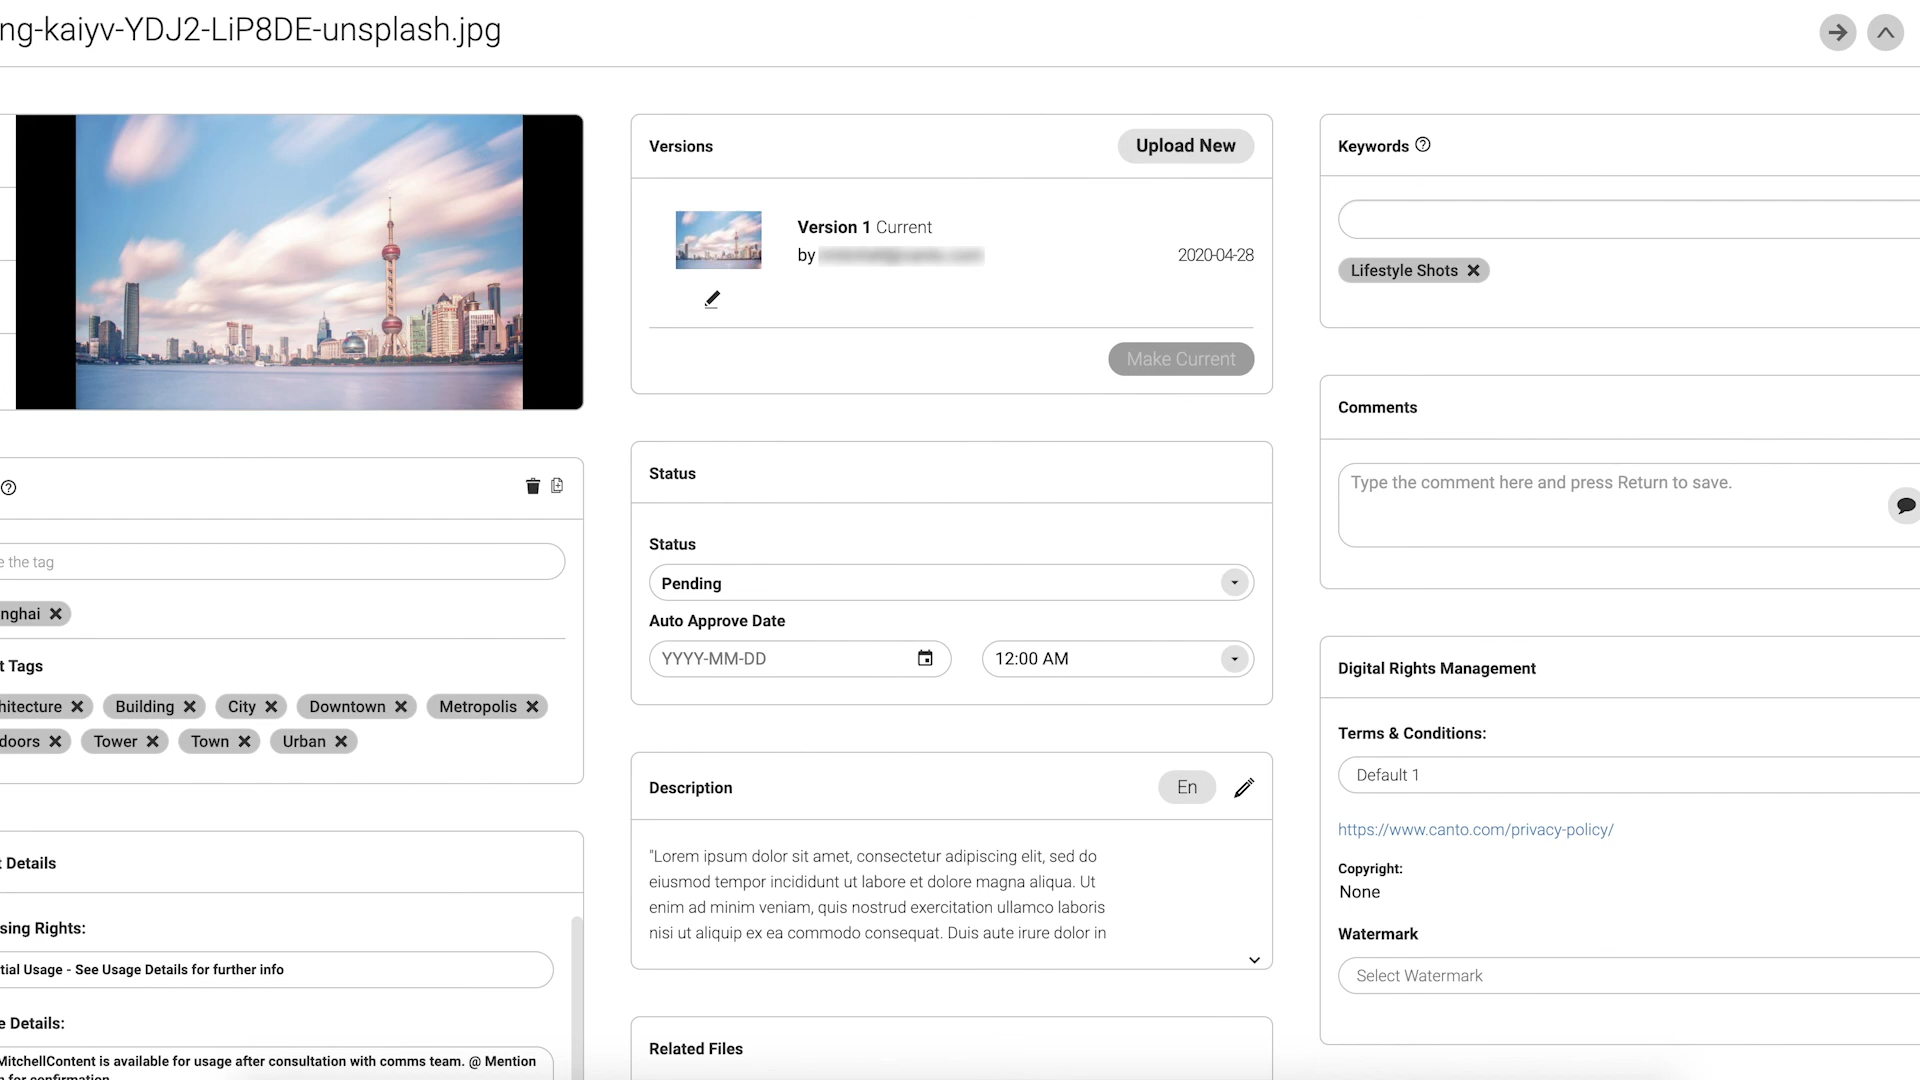 ng-kaiyv-YDJ2-LiP8DE-unsplash.jpg
? 
e the tag
nghai
t Tags
hitecture Building City Downtown Metropolis
doors Tower Town Urban
t Details
sing Rights:
tial Usage - See Usage Details for further info
e Details:
MitchellContent is available for usage after consultation with comms team. @ Mention
n for confirmation
Versions
Upload New
Version 1 Current
by
2020-04-28
Make Current
Status
Status
Pending
Auto Approve Date
YYYY-MM-DD
12:00 AM
Description
En
"Lorem ipsum dolor sit amet, consectetur adipiscing elit, sed do
eiusmod tempor incididunt ut labore et dolore magna aliqua. Ut
enim ad minim veniam, quis nostrud exercitation ullamco laboris
nisi ut aliquip ex ea commodo consequat. Duis aute irure dolor in
Related Files
Keywords ?
Lifestyle Shots
Comments
Type the comment here and press Return to save.
Digital Rights Management
Terms & Conditions:
Default 1
https://www.canto.com/privacy-policy/
Copyright:
None
Watermark
Select Watermark